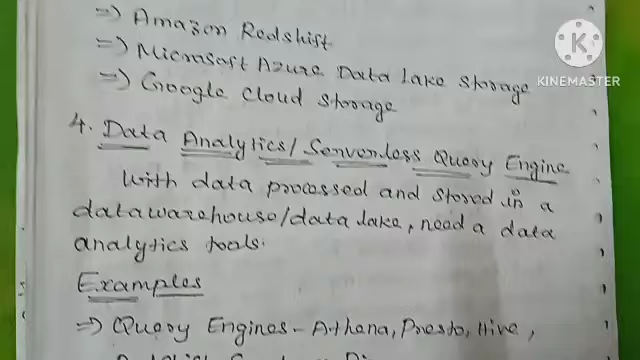 => Amazon Redshift
=> Microsoft Azure Data Lake Storage
=> Google Cloud Storage
KINEMASTER
4. Data Analytics/ Serverless Query Engine
With data processed and stored in a
datawarehouse/data lake, need a data
analytics tools.
Examples
=> Query Engines - Athena, Presto, Hive,